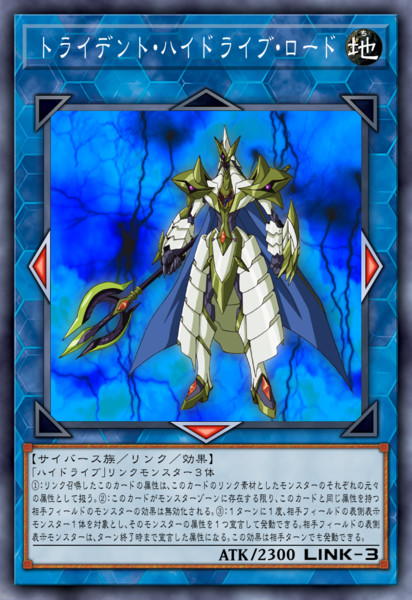 トライデント・ハイドライブ・ロード
地
【サイバース族／リンク／効果】
「ハイドライブ」リンクモンスター３体
①：リンク召喚したこのカードの属性は、このカードのリンク素材としたモンスターのそれぞれの元々
の属性として扱う。②：このカードがモンスターゾーンに存在する限り、このカードと同じ属性を持つ
相手フィールドのモンスターの効果は無効化される。③：１ターンに１度、相手フィールドの表側表示
モンスター１体を対象とし、そのモンスターの属性を１つ宣言して発動できる。相手フィールドの表側
表示モンスターは、ターン終了時まで宣言した属性になる。この効果は相手ターンでも発動できる。
ATK/2300 LINK-3